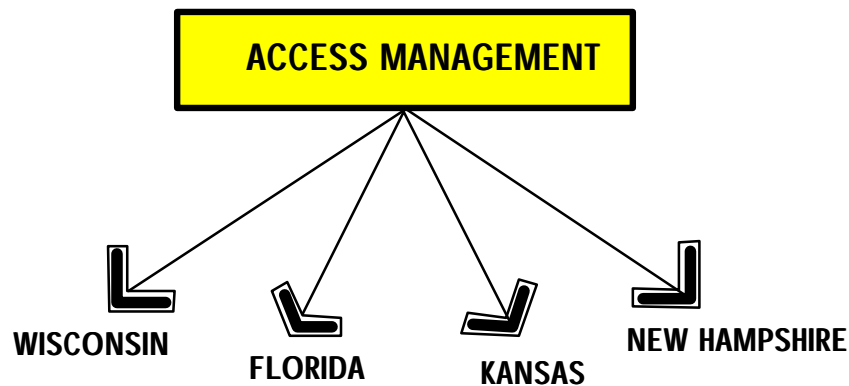 ACCESS MANAGEMENT
WISCONSIN
FLORIDA
KANSAS
NEW HAMPSHIRE